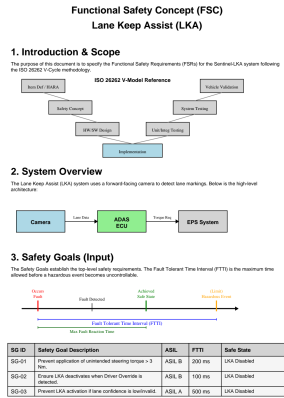 Functional Safety Concept (FSC)
Lane Keep Assist (LKA)
1. Introduction & Scope
The purpose of this document is to specify the Functional Safety Requirements (FSRs) for the Sentinel-LKA system following
the ISO 26262 V-Cycle methodology.
ISO 26262 V-Model Reference
Item Def / HARA
Vehicle Validation
Safety Concept
System Testing
HW/SW Design
Unit/Integ Testing
Implementation
2. System Overview
The Lane Keep Assist (LKA) system uses a forward-facing camera to detect lane markings. Below is the high-level
architecture:
Camera
Lane Data
ADAS
ECU
Torque Req
EPS System
3. Safety Goals (Input)
The Safety Goals establish the top-level safety requirements. The Fault Tolerant Time Interval (FTTI) is the maximum time
allowed before a hazardous event becomes uncontrollable.
Occurs
Fault
Fault Detected
Achieved
Safe State
Hazardous Event
Fault Tolerant Time Interval (FTTI)
Max Fault Reaction Time
SG ID Safety Goal Description ASIL FTTI Safe State
SG-01 Prevent application of unintended steering torque > 3 Nm. ASIL B 200 ms LKA Disabled
SG-02 Ensure LKA deactivates when Driver Override is detected. ASIL B 100 ms LKA Disabled
SG-03 Prevent LKA activation if lane confidence is low/invalid. ASIL A 500 ms LKA Disabled